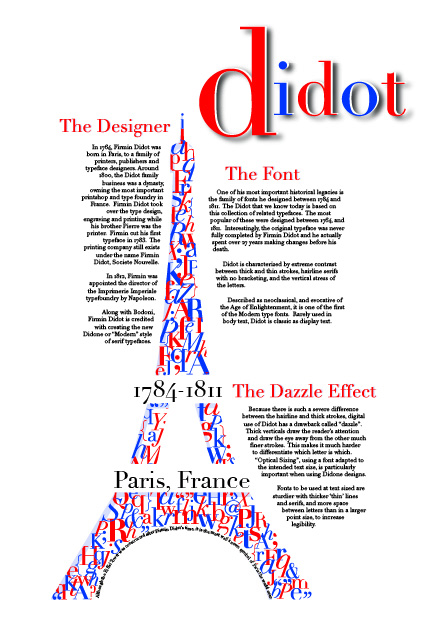 didot
The Designer
In 1764, Firmin Didot was
born in Paris, to a family of
printers, publishers and
typeface designers. Around
1800, the Didot family
business was a dynasty,
owning the most important
printshop and type foundry in
France. Firmin Didot took
over the type design,
engraving and printing while
his brother Pierre was the
printer. Firmin cut his first
typeface in 1783. The
printing company still exists
under the name Firmin
Didot, Societe Nouvelle.
In 1812, Firmin was
appointed the director of
the Imprimerie Imperiale
typefoundry by Napoleon.
Along with Bodoni,
Firmin Didot is credited
with creating the new
Didone or "Modern" style
of serif typefaces.
The Font
One of his most important historical legacies is
the family of fonts he designed between 1784 and
1811. The Didot that we know today is based on
this collection of related typefaces. The most
popular of these were designed between 1784, and
1811. Interestingly, the original typeface was never
fully completed by Firmin Didot and he actually
spent over 27 years making changes before his
death.
Didot is characterized by extreme contrast
between thick and thin strokes, hairline serifs
with no bracketing, and the vertical stress of
the letters.
Described as neoclassical, and evocative of
the Age of Enlightenment, it is one of the first
of the Modern type fonts. Rarely used in
body text, Didot is classic as display text.
1784-1811
The Dazzle Effect
Because there is such a severe difference
between the hairline and thick strokes, digital
use of Didot has a drawback called "dazzle".
Thick verticals draw the reader's attention
and draw the eye away from the other much
finer strokes. This makes it much harder
to differentiate which letter is which.
"Optical Sizing", using a font adapted to
the intended text size, is particularly
important when using Didone designs.
Fonts to be used at text sized are
sturdier with thicker 'thin' lines
and serifs, and more space
between letters than in a larger
point size, to increase
legibility.
Paris, France